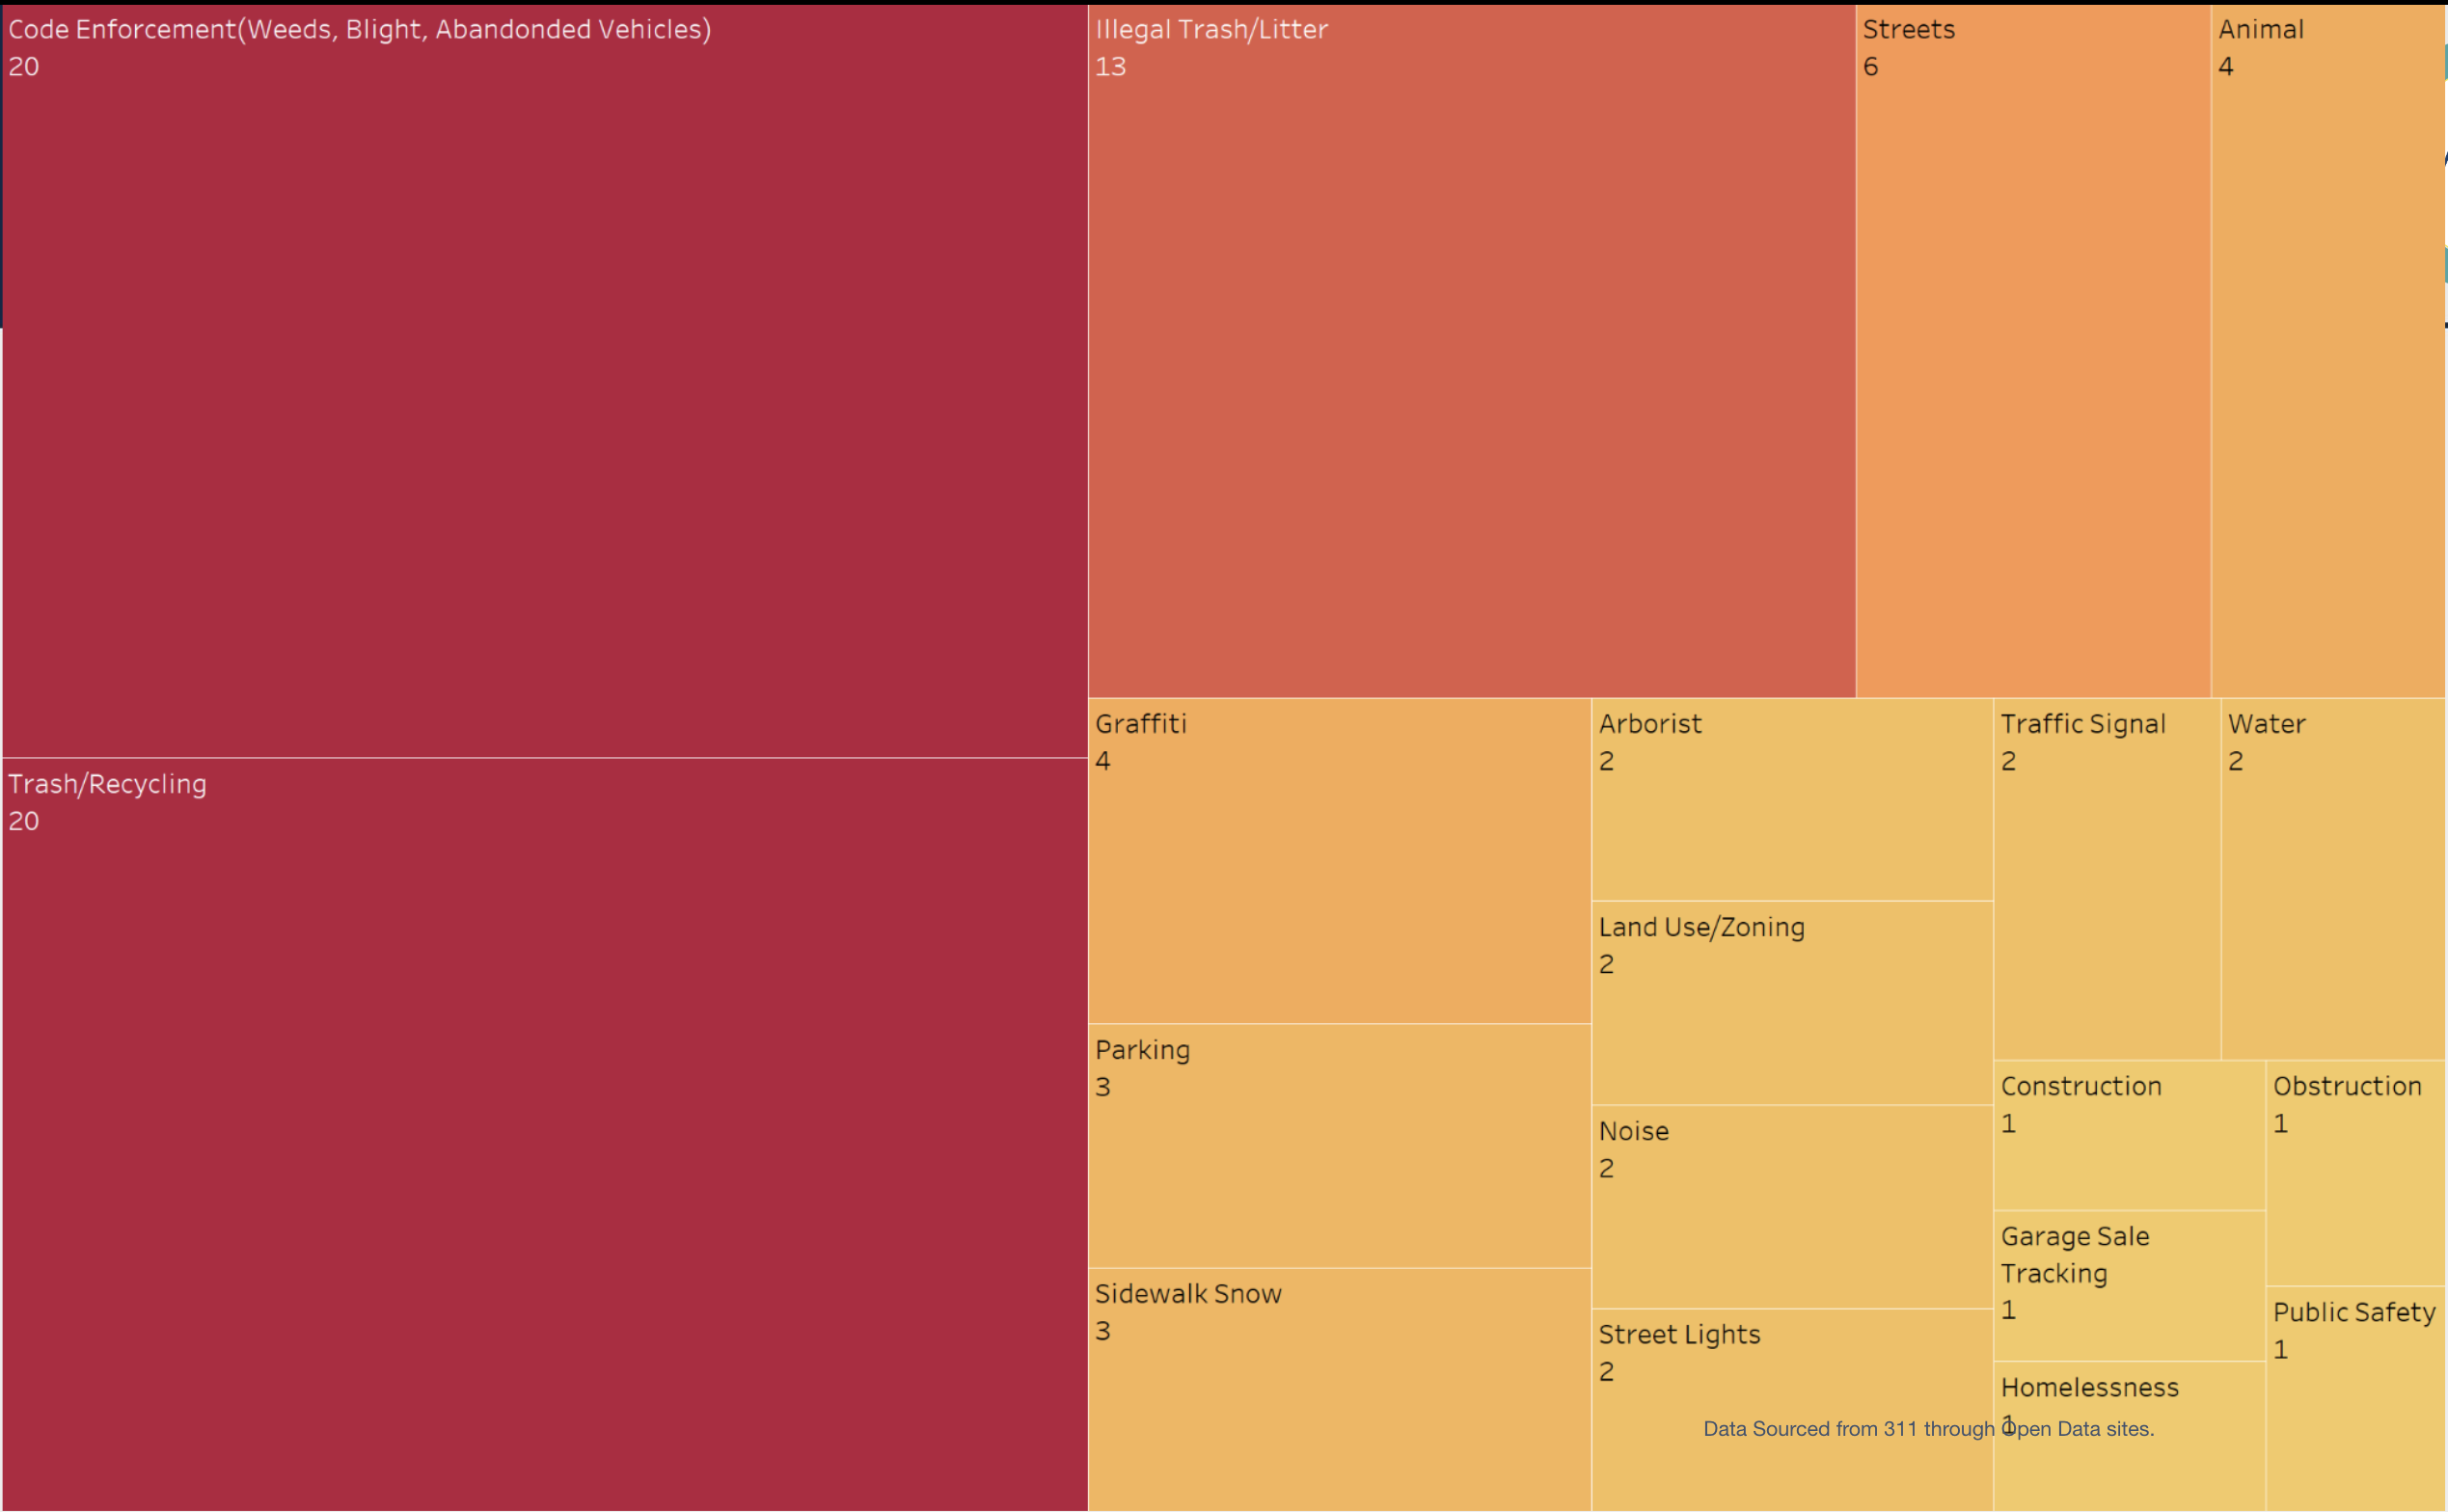 Code Enforcement(Weeds, Blight, Abandonded Vehicles)
20
Trash/Recycling
20
Illegal Trash/Litter
13
Streets
6
Animal
4
Graffiti
4
Parking
3
Sidewalk Snow
3
Arborist
2
Land Use/Zoning
2
Noise
2
Street Lights
2
Traffic Signal
2
Water
2
Construction
1
Garage Sale
Tracking
1
Homelessness
1
Obstruction
1
Public Safety
1
Data Sourced from 311 through Open Data sites.